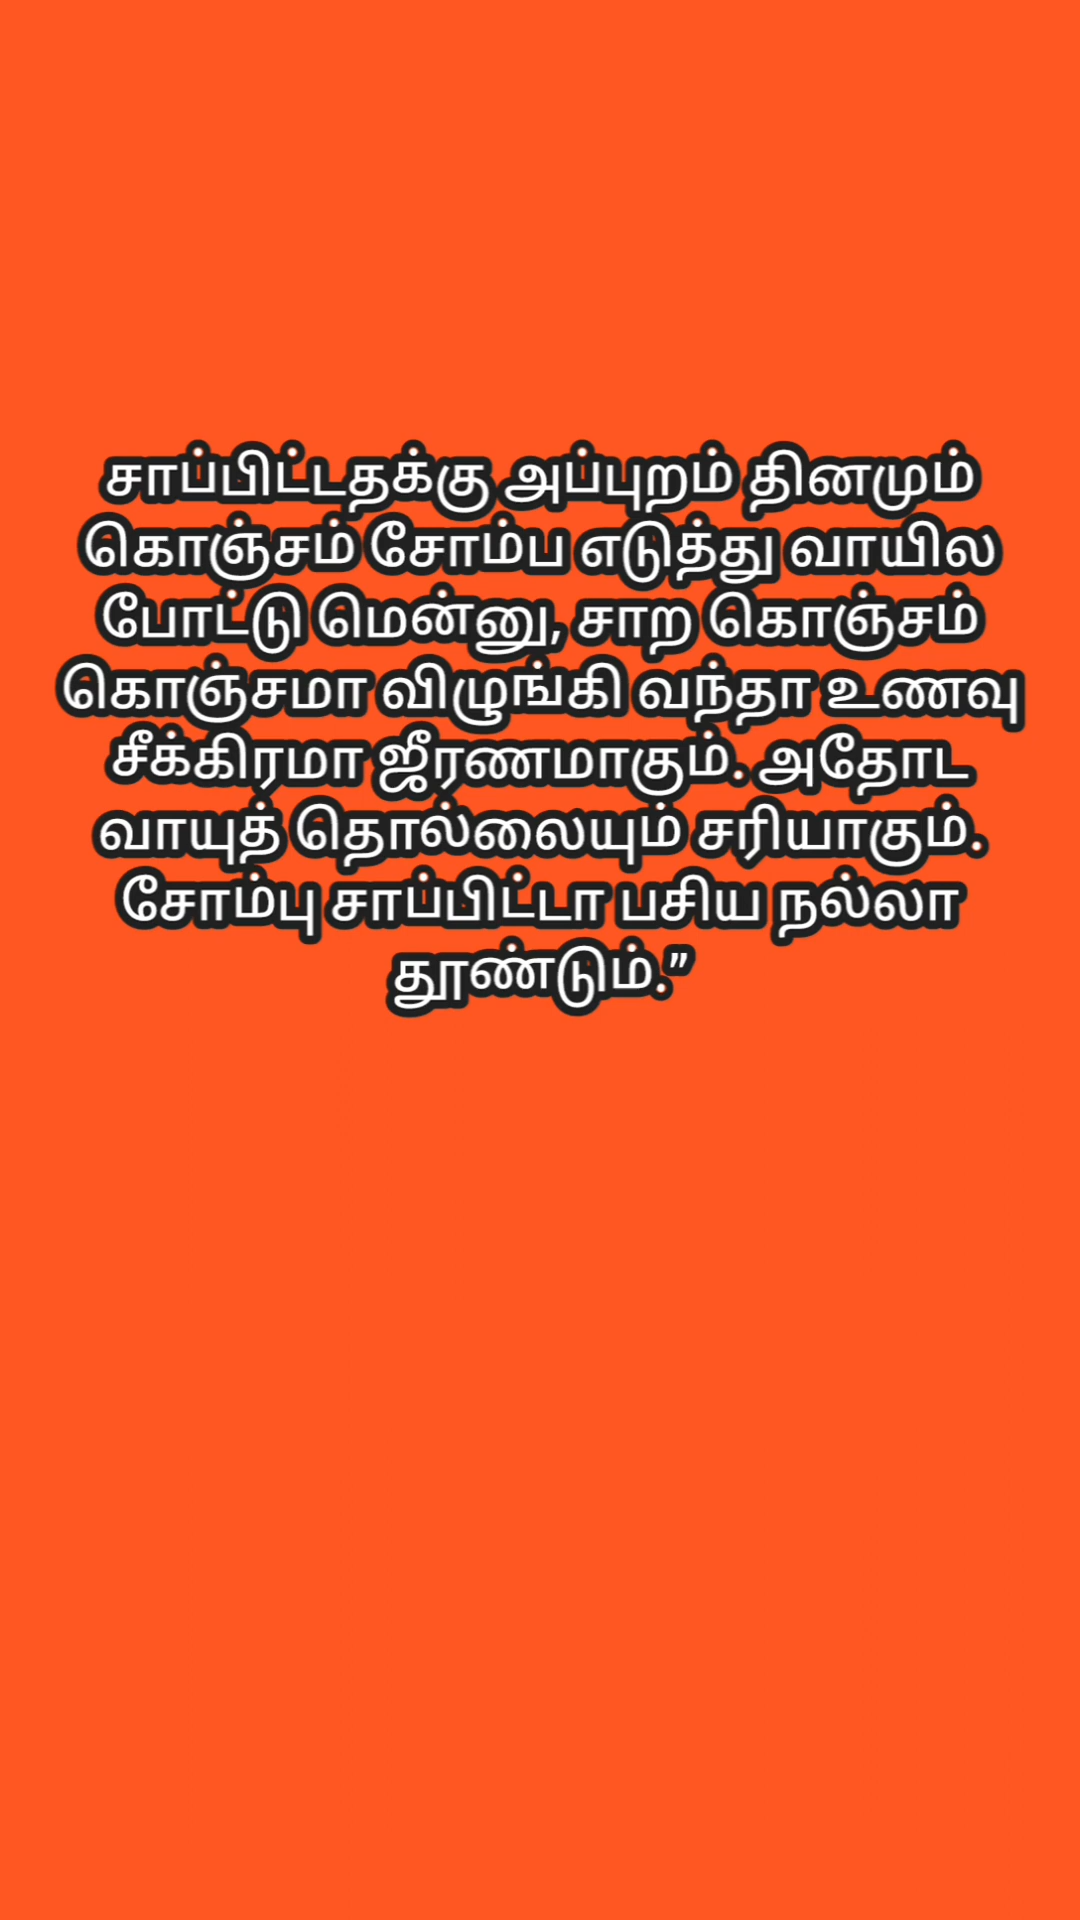 சாப்பிட்டதக்கு அப்புறம் தினமும்
கொஞ்சம் சோம்ப எடுத்து வாயில
போட்டு மென்னு, சாற கொஞ்சம்
கொஞ்சமா விழுங்கி வந்தா உணவு
சீக்கிரமா ஜீரணமாகும். அதோட
வாயுத் தொல்லையும் சரியாகும்.
சோம்பு சாப்பிட்டா பசிய நல்லா
தூண்டும்.”